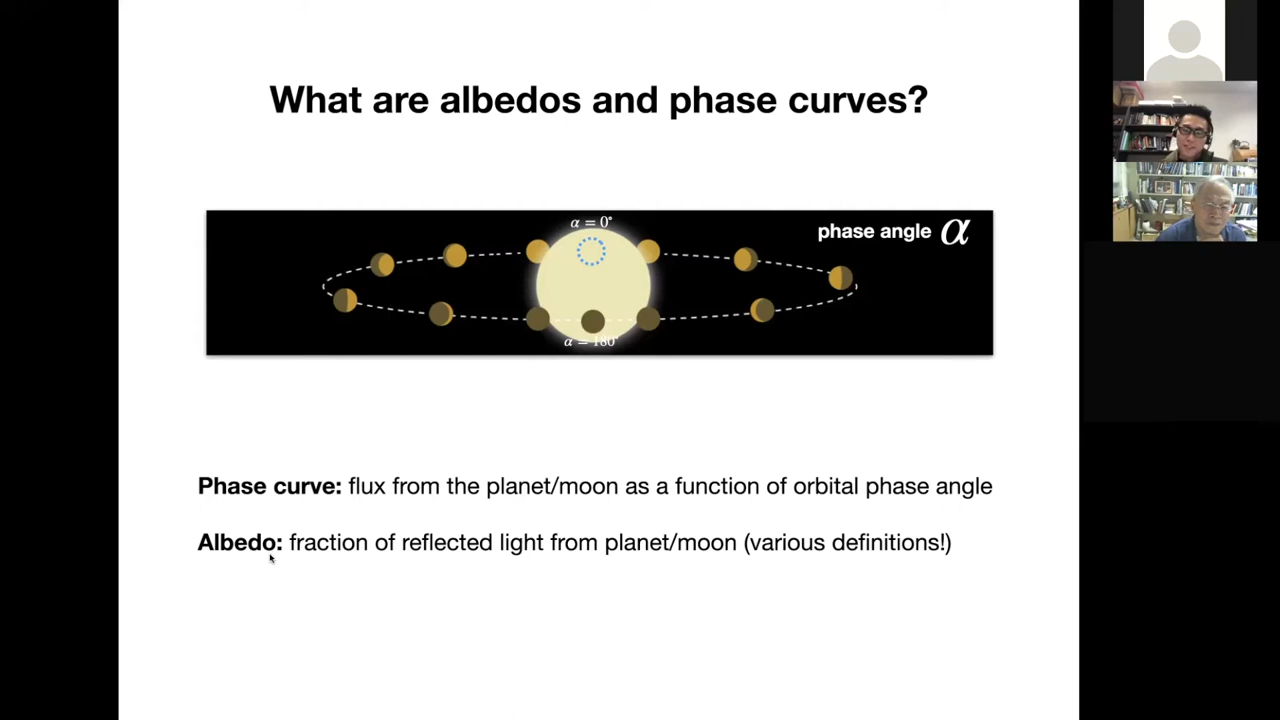 What are albedos and phase curves?
α = 0°
phase angle α
α = 180°
Phase curve: flux from the planet/moon as a function of orbital phase angle
Albedo: fraction of reflected light from planet/moon (various definitions!)